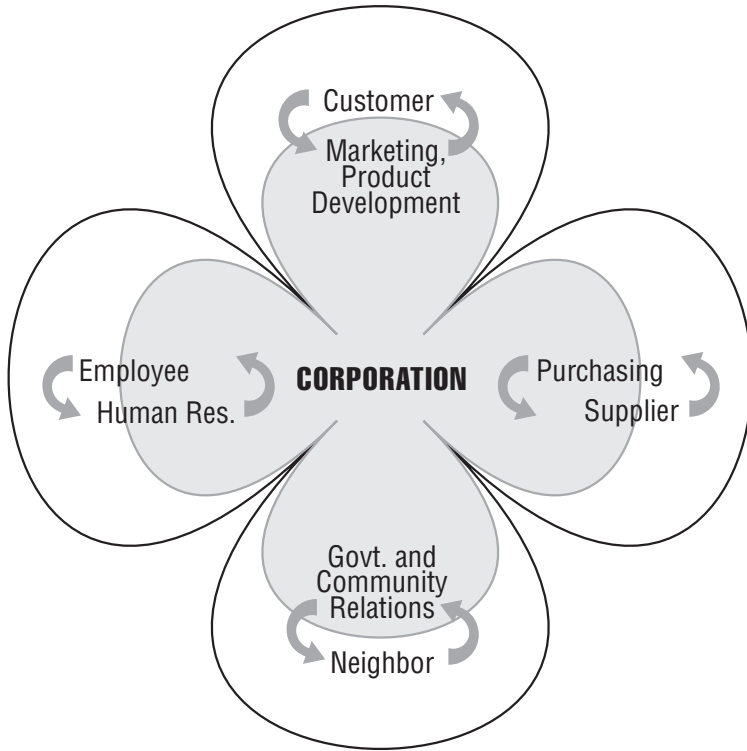 Customer
Marketing,
Product
Development
Employee
Human Res.
CORPORATION
Purchasing
Supplier
Govt. and
Community
Relations
Neighbor